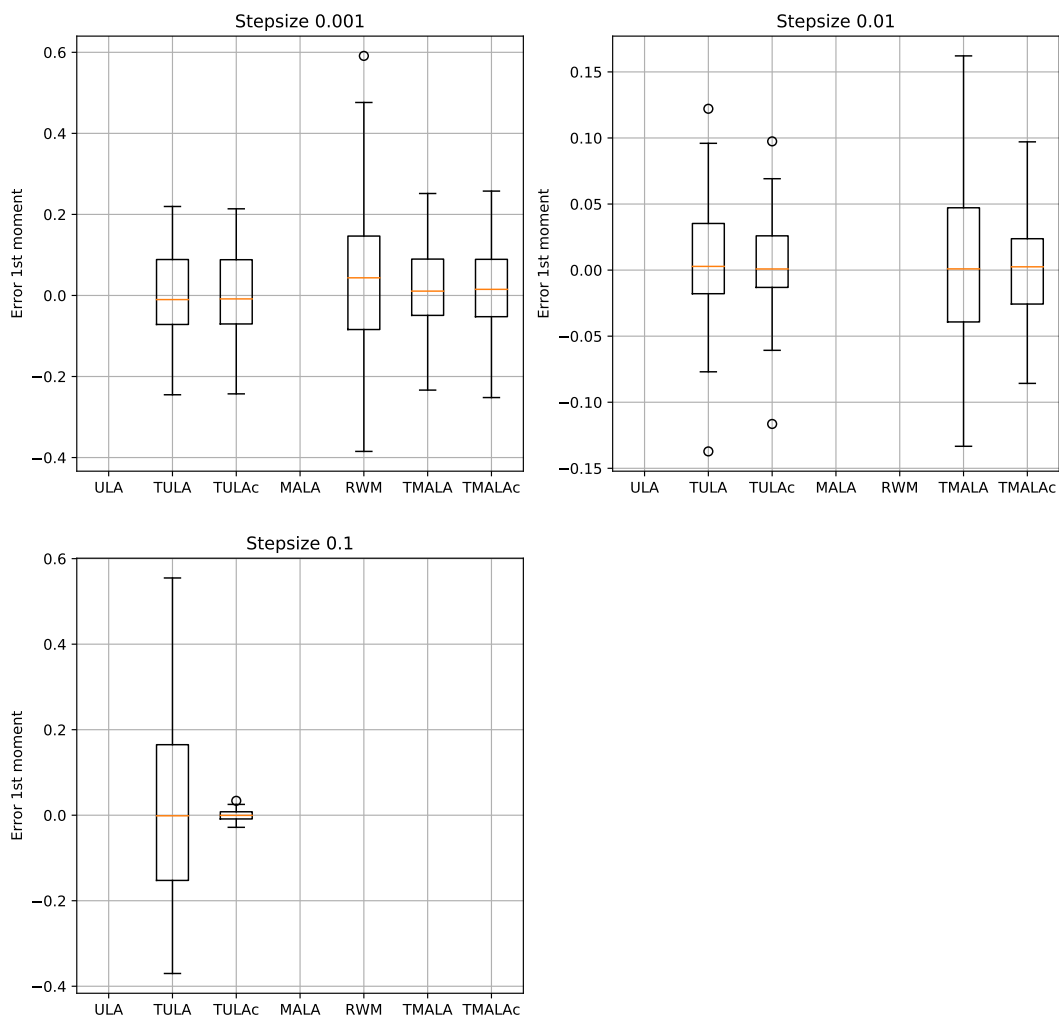 Stepsize 0.001
Error 1st moment
0.6
0.4
0.2
0.0
−0.2
−0.4
ULA TULA TULAc MALA RWM TMALA TMALAc
Stepsize 0.01
Error 1st moment
0.15
0.10
0.05
0.00
−0.05
−0.10
−0.15
ULA TULA TULAc MALA RWM TMALA TMALAc
Stepsize 0.1
Error 1st moment
0.6
0.4
0.2
0.0
−0.2
−0.4
ULA TULA TULAc MALA RWM TMALA TMALAc